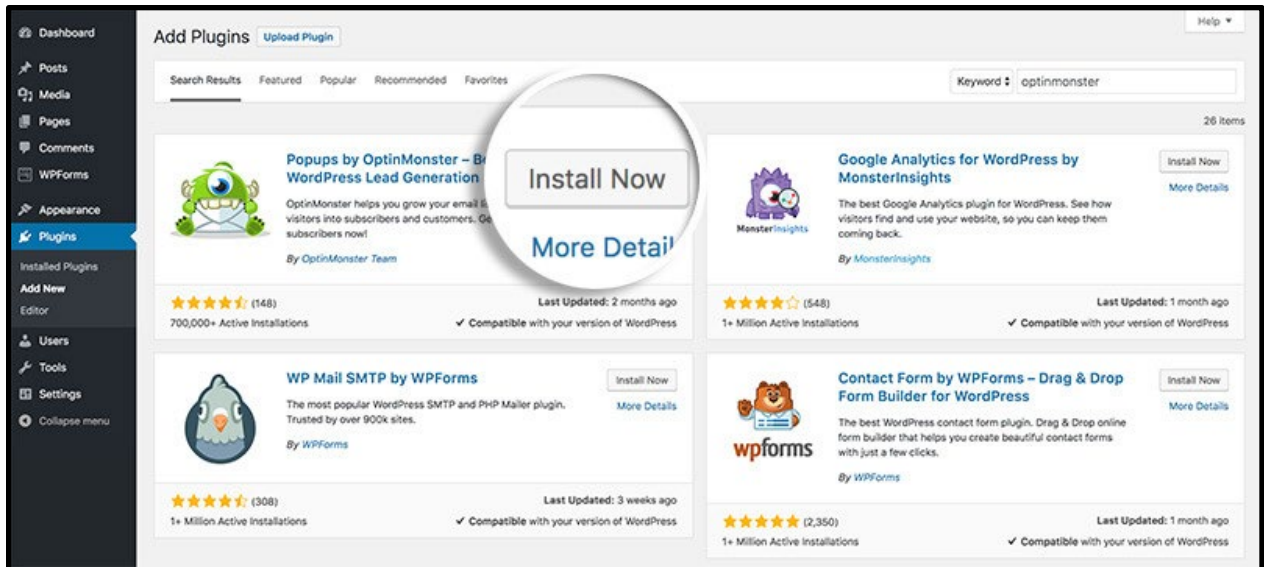 Help
Dashboard
Posts
Media
Pages
Comments
WPForms
Appearance
Plugins
Installed Plugins
Add New
Editor
Users
Tools
Settings
Collapse menu
Add Plugins Upload Plugin
Search Results Featured Popular Recommended Favorites
Keyword optinmonster
26 items
Popups by OptinMonster – B
WordPress Lead Generation
OptinMonster helps you grow your email
visitors into subscribers and customers.
subscribers now!
By OptinMonster Team
Install Now
More Detail
(148)
Last Updated: 2 months ago
700,000+ Active Installations
✓ Compatible with your version of WordPress
MonsterInsights
Google Analytics for WordPress by
MonsterInsights
The best Google Analytics plugin for WordPress. See how
visitors find and use your website, so you can keep them
coming back.
By MonsterInsights
Install Now
More Details
(548)
Last Updated: 1 month ago
1+ Million Active Installations
✓ Compatible with your version of WordPress
WP Mail SMTP by WPForms
The most popular WordPress SMTP and PHP Mailer plugin.
Trusted by over 900k sites.
By WPForms
Install Now
More Details
(308)
Last Updated: 3 weeks ago
1+ Million Active Installations
✓ Compatible with your version of WordPress
wpforms
Contact Form by WPForms – Drag & Drop
Form Builder for WordPress
The best WordPress contact form plugin. Drag & Drop online
form builder that helps you create beautiful contact forms
with just a few clicks.
By WPForms
Install Now
More Details
(2,350)
Last Updated: 1 month ago
1+ Million Active Installations
✓ Compatible with your version of WordPress